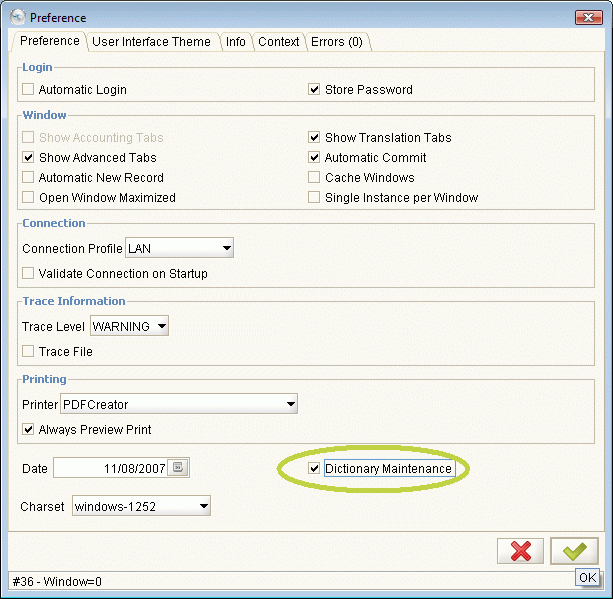 Preference
Preference User Interface Theme Info Context Errors (0)
Login
Automatic Login Store Password
Window
Show Accounting Tabs Show Translation Tabs
Show Advanced Tabs Automatic Commit
Automatic New Record Cache Windows
Open Window Maximized Single Instance per Window
Connection
Connection Profile LAN
Validate Connection on Startup
Trace Information
Trace Level WARNING
Trace File
Printing
Printer PDFCreator
Always Preview Print
Date 11/08/2007 Dictionary Maintenance
Charset windows-1252
#36 - Window=0
OK